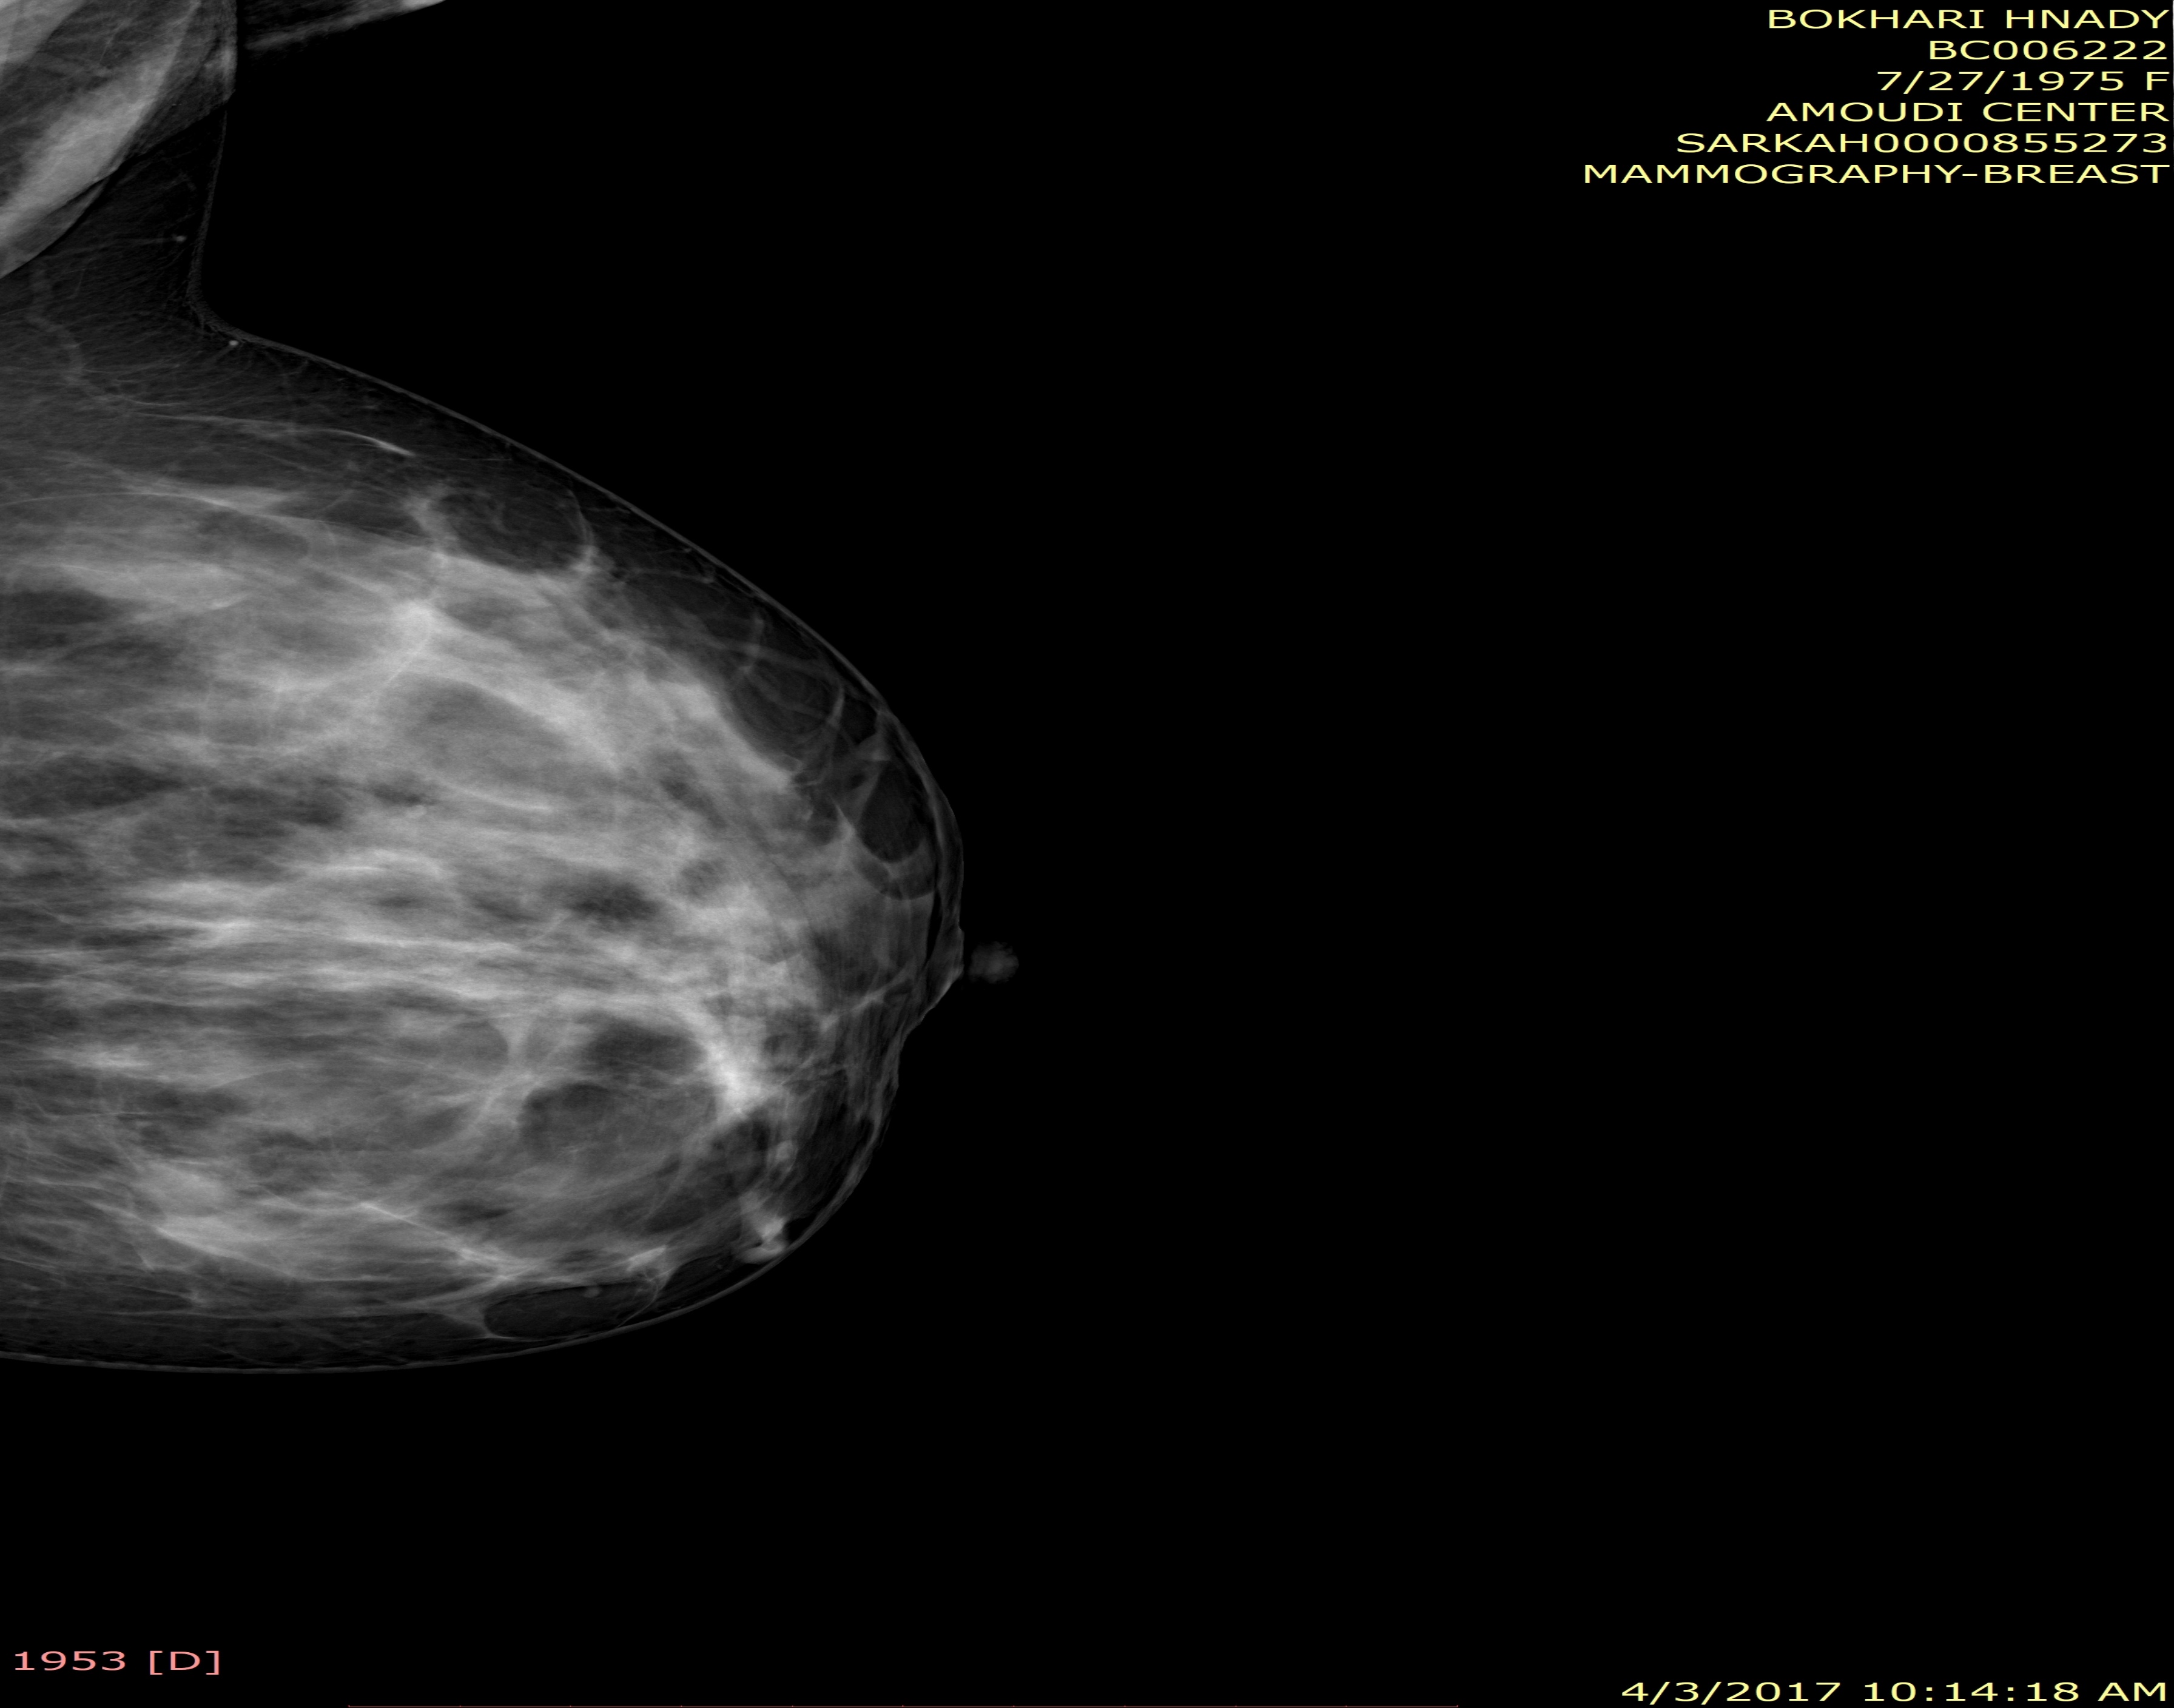 BOKHARI HNADY
BC006222
7/27/1975 F
AMOUDI CENTER
SARKAH0000855273
MAMMOGRAPHY-BREAST
1953 [D]
4/3/2017 10:14:18 AM